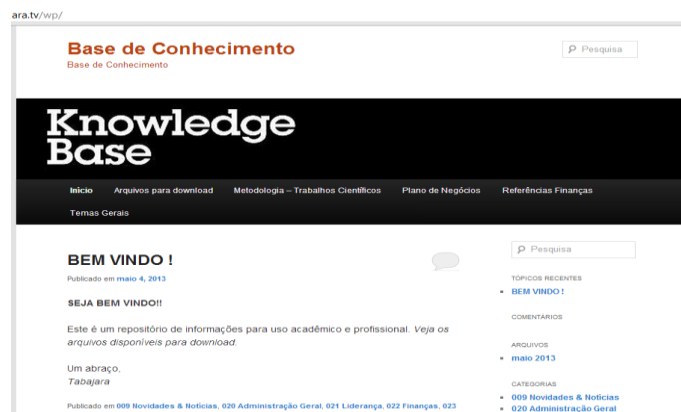 ara.tv/wp/
Base de Conhecimento
Base de Conhecimento
Pesquisa
Knowledge
Base
Início
Arquivos para download
Metodologia – Trabalhos Científicos
Plano de Negócios
Referências Finanças
Temas Gerais
BEM VINDO !
Publicado em maio 4, 2013
SEJA BEM VINDO!!
Este é um repositório de informações para uso acadêmico e profissional. Veja os
arquivos disponíveis para download.
Um abraço,
Tabajara
Publicado em 009 Novidades & Notícias, 020 Administração Geral, 021 Liderança, 022 Finanças, 023
Pesquisa
TÓPICOS RECENTES
BEM VINDO !
COMENTÁRIOS
ARQUIVOS
maio 2013
CATEGORIAS
009 Novidades & Notícias
020 Administração Geral